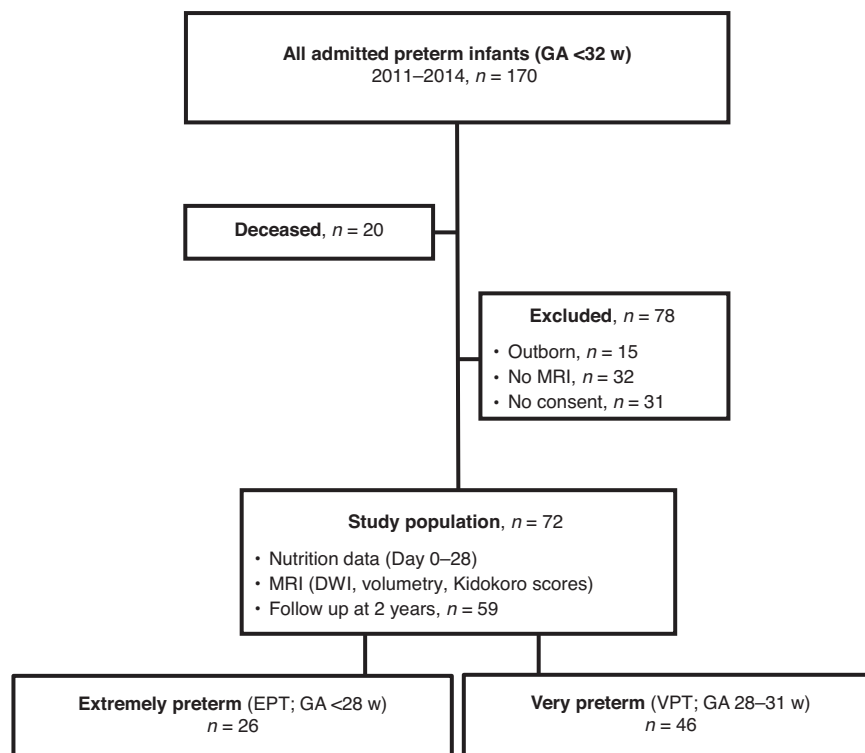 All admitted preterm infants (GA <32 w)
2011–2014, n = 170
Deceased, n = 20
Excluded, n = 78
• Outborn, n = 15
• No MRI, n = 32
• No consent, n = 31
Study population, n = 72
• Nutrition data (Day 0–28)
• MRI (DWI, volumetry, Kidokoro scores)
• Follow up at 2 years, n = 59
Extremely preterm (EPT; GA <28 w)
n = 26
Very preterm (VPT; GA 28–31 w)
n = 46